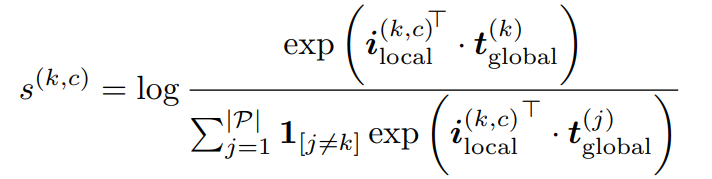 s^{(k,c)} = \log \frac{\exp\left( \boldsymbol{i}_{\text{local}}^{(k,c)^\top} \cdot \boldsymbol{t}_{\text{global}}^{(k)} \right)}{\sum_{j=1}^{|\mathcal{P}|} \mathbf{1}_{[j \neq k]} \exp\left( \boldsymbol{i}_{\text{local}}^{(k,c)^\top} \cdot \boldsymbol{t}_{\text{global}}^{(j)} \right)}